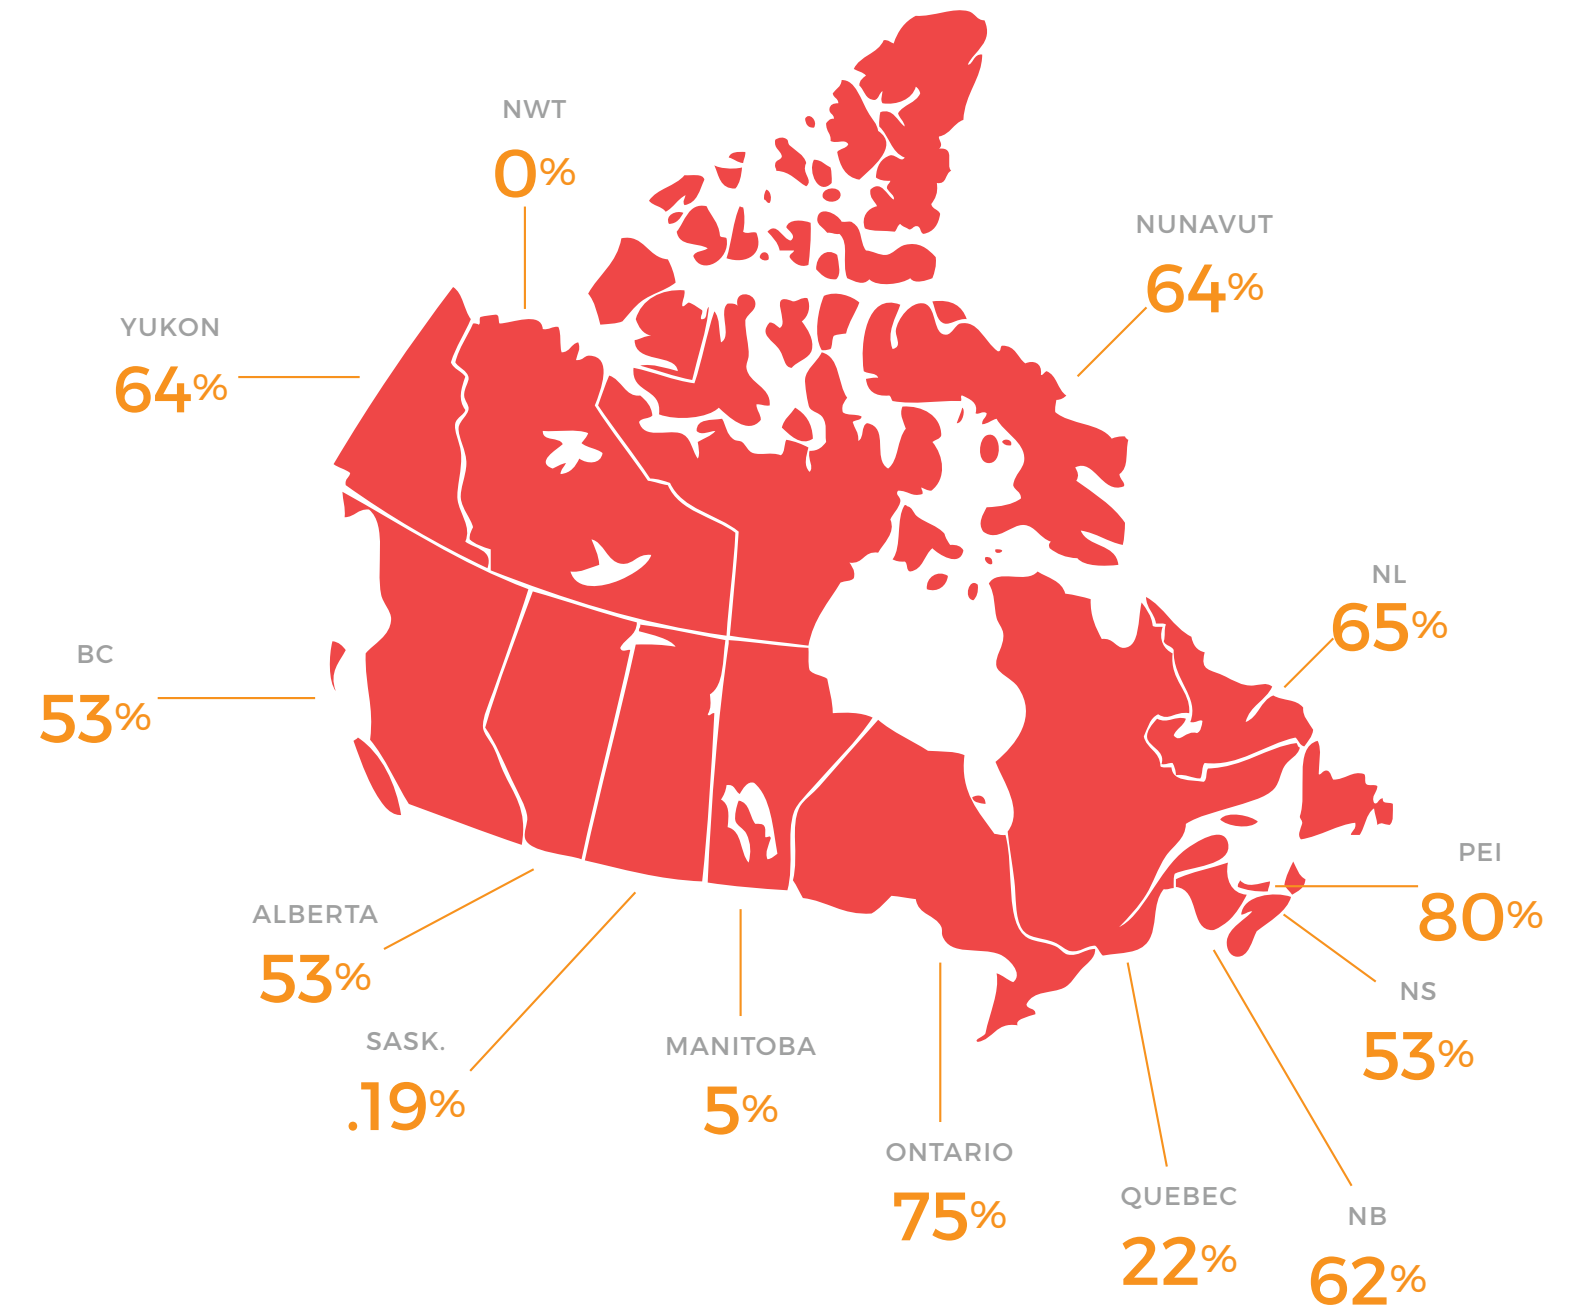 NWT
0%
NUNAVUT
64%
YUKON
64%
NL
65%
BC
53%
PEI
80%
ALBERTA
53%
NS
53%
SASK.
.19%
MANITOBA
5%
ONTARIO
75%
QUEBEC
22%
NB
62%